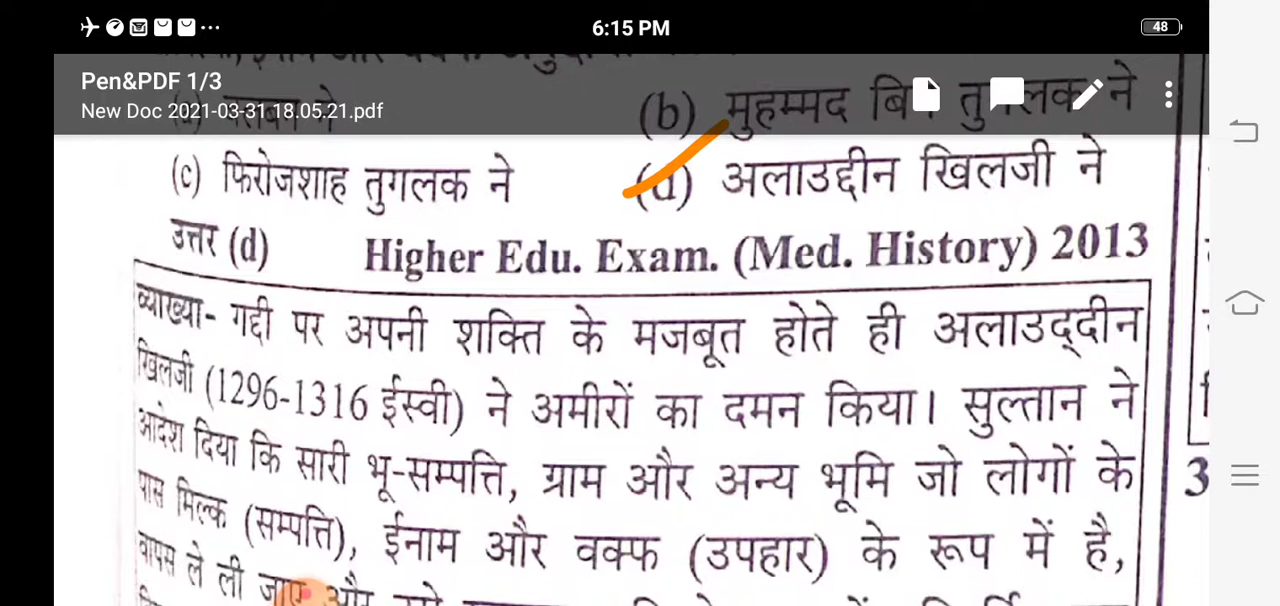 6:15 PM
48
Pen&PDF 1/3
New Doc 2021-03-31 18.05.21.pdf
(b) मुहम्मद बिन तुगलक ने
(c) फिरोजशाह तुगलक ने (d) अलाउद्दीन खिलजी ने
उत्तर (d) Higher Edu. Exam. (Med. History) 2013
व्याख्या- गद्दी पर अपनी शक्ति के मजबूत होते ही अलाउद्दीन
खिलजी (1296-1316 ईस्वी) ने अमीरों का दमन किया। सुल्तान ने
आदेश दिया कि सारी भू-सम्पत्ति, ग्राम और अन्य भूमि जो लोगों के
पास मिल्क (सम्पत्ति), ईनाम और वक्फ (उपहार) के रूप में है,
वापस ले ली जाए और
3